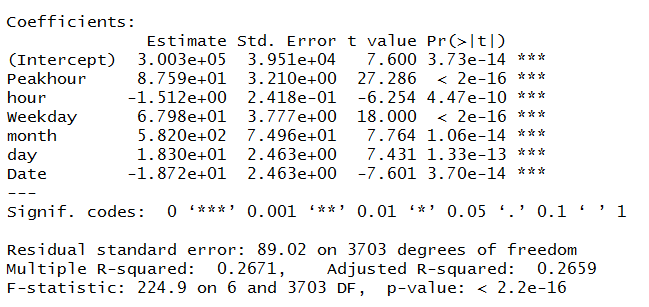 Coefficients:
Estimate Std. Error t value Pr(>|t|)
(Intercept) 3.003e+05 3.951e+04 7.600 3.73e-14 ***
Peakhour 8.759e+01 3.210e+00 27.286 < 2e-16 ***
hour -1.512e+00 2.418e-01 -6.254 4.47e-10 ***
Weekday 6.798e+01 3.777e+00 18.000 < 2e-16 ***
month 5.820e+02 7.496e+01 7.764 1.06e-14 ***
day 1.830e+01 2.463e+00 7.431 1.33e-13 ***
Date -1.872e+01 2.463e+00 -7.601 3.70e-14 ***
---
Signif. codes: 0 ‘***’ 0.001 ‘**’ 0.01 ‘*’ 0.05 ‘.’ 0.1 ‘ ’ 1
Residual standard error: 89.02 on 3703 degrees of freedom
Multiple R-squared: 0.2671, Adjusted R-squared: 0.2659
F-statistic: 224.9 on 6 and 3703 DF, p-value: < 2.2e-16